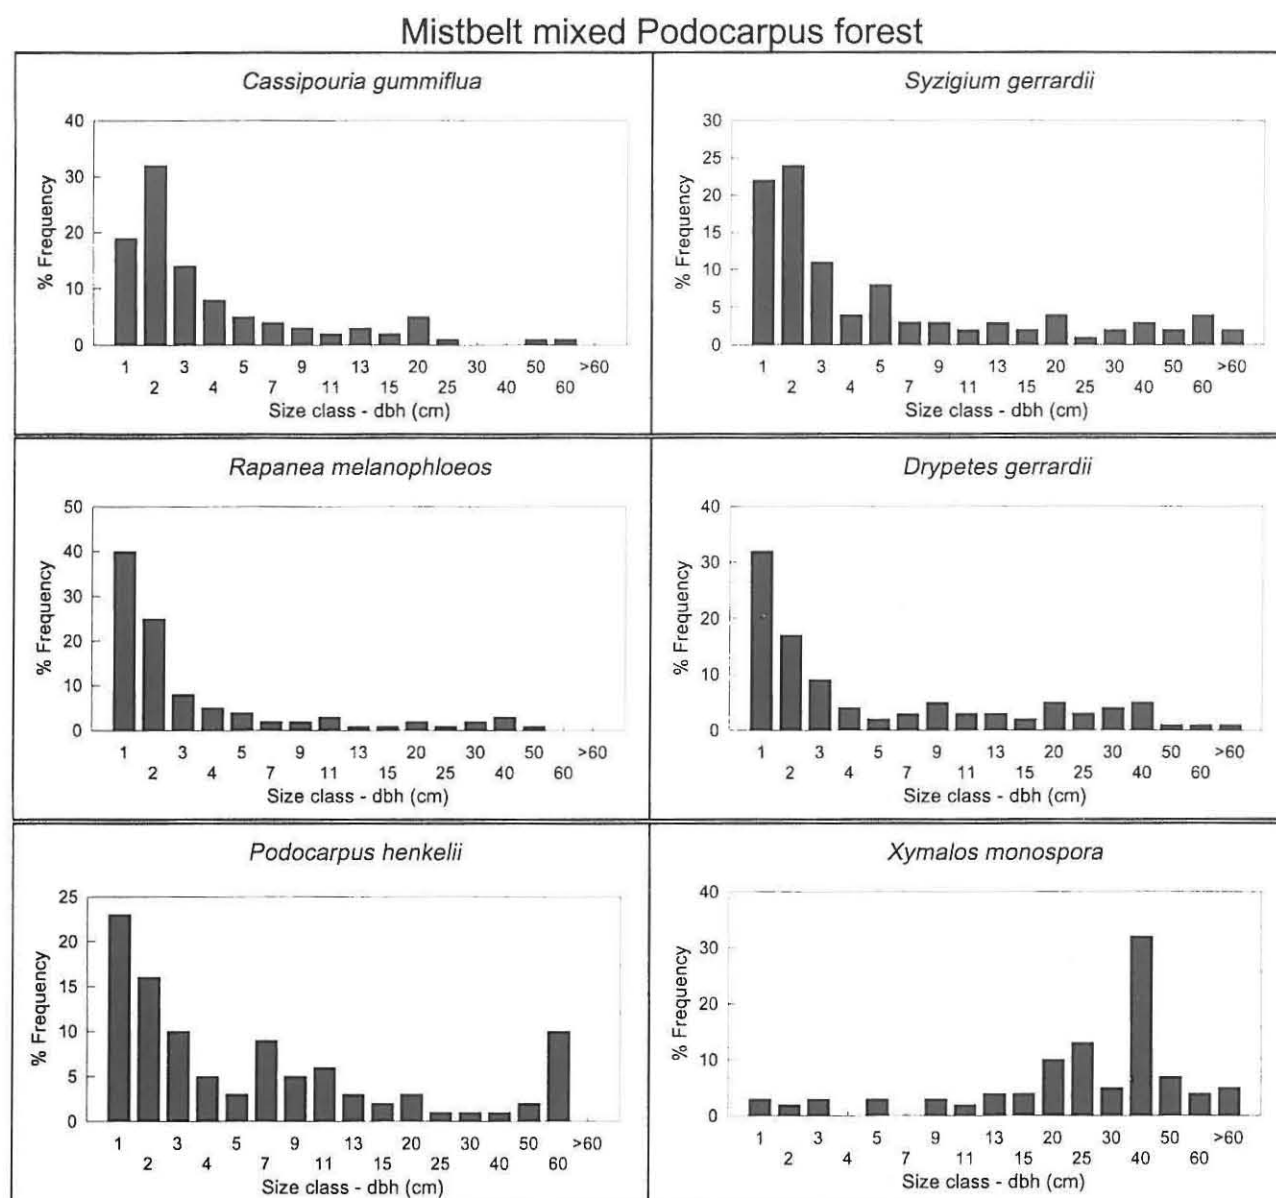 Mistbelt mixed Podocarpus forest
Cassipouria gummiflua
% Frequency
40
30
20
10
0
1 3 5 9 13 20 30 50 >60
2 4 7 11 15 25 40 60
Size class - dbh (cm)
Syzigium gerrardii
% Frequency
30
25
20
15
10
5
0
1 3 5 9 13 20 30 50 >60
2 4 7 11 15 25 40 60
Size class - dbh (cm)
Rapanea melanophloeos
% Frequency
50
40
30
20
10
0
1 3 5 9 13 20 30 50 >60
2 4 7 11 15 25 40 60
Size class - dbh (cm)
Drypetes gerrardii
% Frequency
40
30
20
10
0
1 3 5 9 13 20 30 50 >60
2 4 7 11 15 25 40 60
Size class - dbh (cm)
Podocarpus henkelii
% Frequency
25
20
15
10
5
0
1 3 5 9 13 20 30 50 >60
2 4 7 11 15 25 40 60
Size class - dbh (cm)
Xymalos monospora
% Frequency
40
30
20
10
0
1 3 5 9 13 20 30 50 >60
2 4 7 11 15 25 40 60
Size class - dbh (cm)